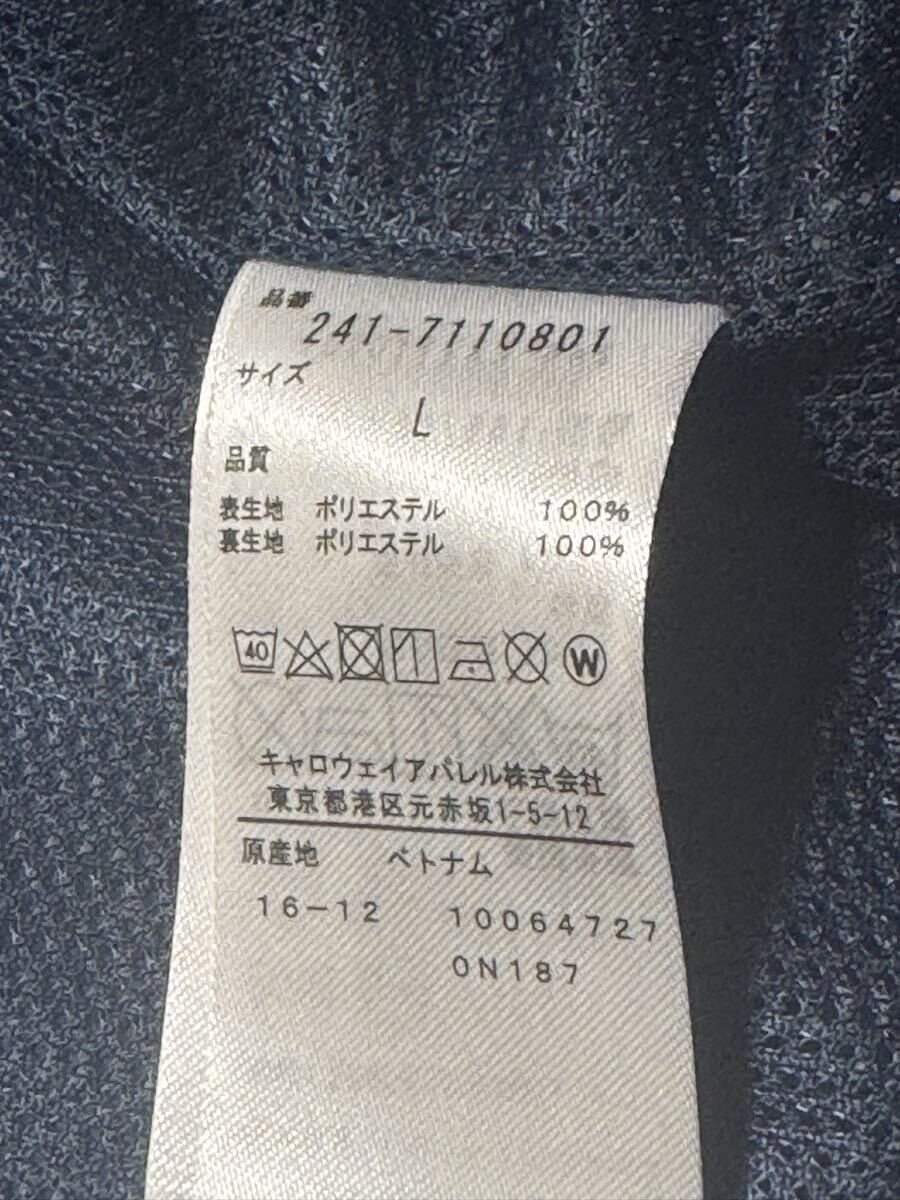 品番
241-7110801
サイズ
L
品質
表生地 ポリエステル 100%
裏生地 ポリエステル 100%
40 W
キャロウェイアパレル株式会社
東京都港区元赤坂1-5-12
原産地 ベトナム
16-12 10064727
0N187